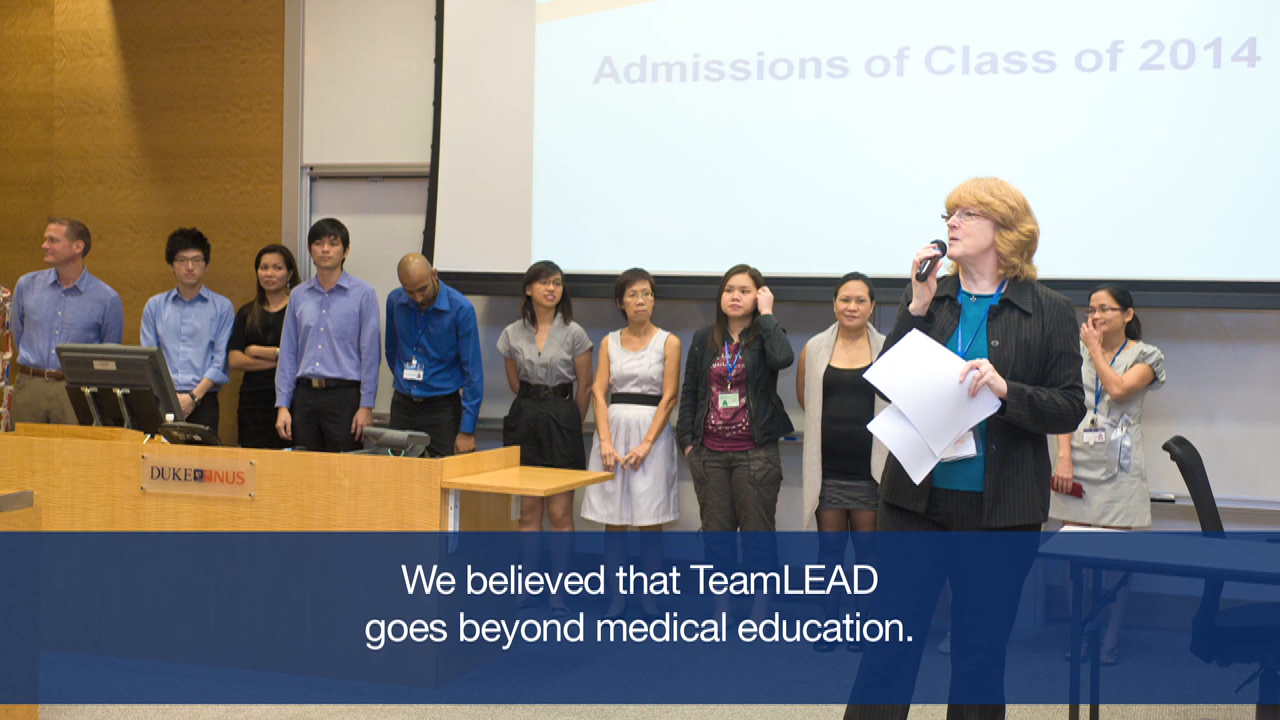 Admissions of Class of 2014
DUKE NUS
We believed that TeamLEAD
goes beyond medical education.